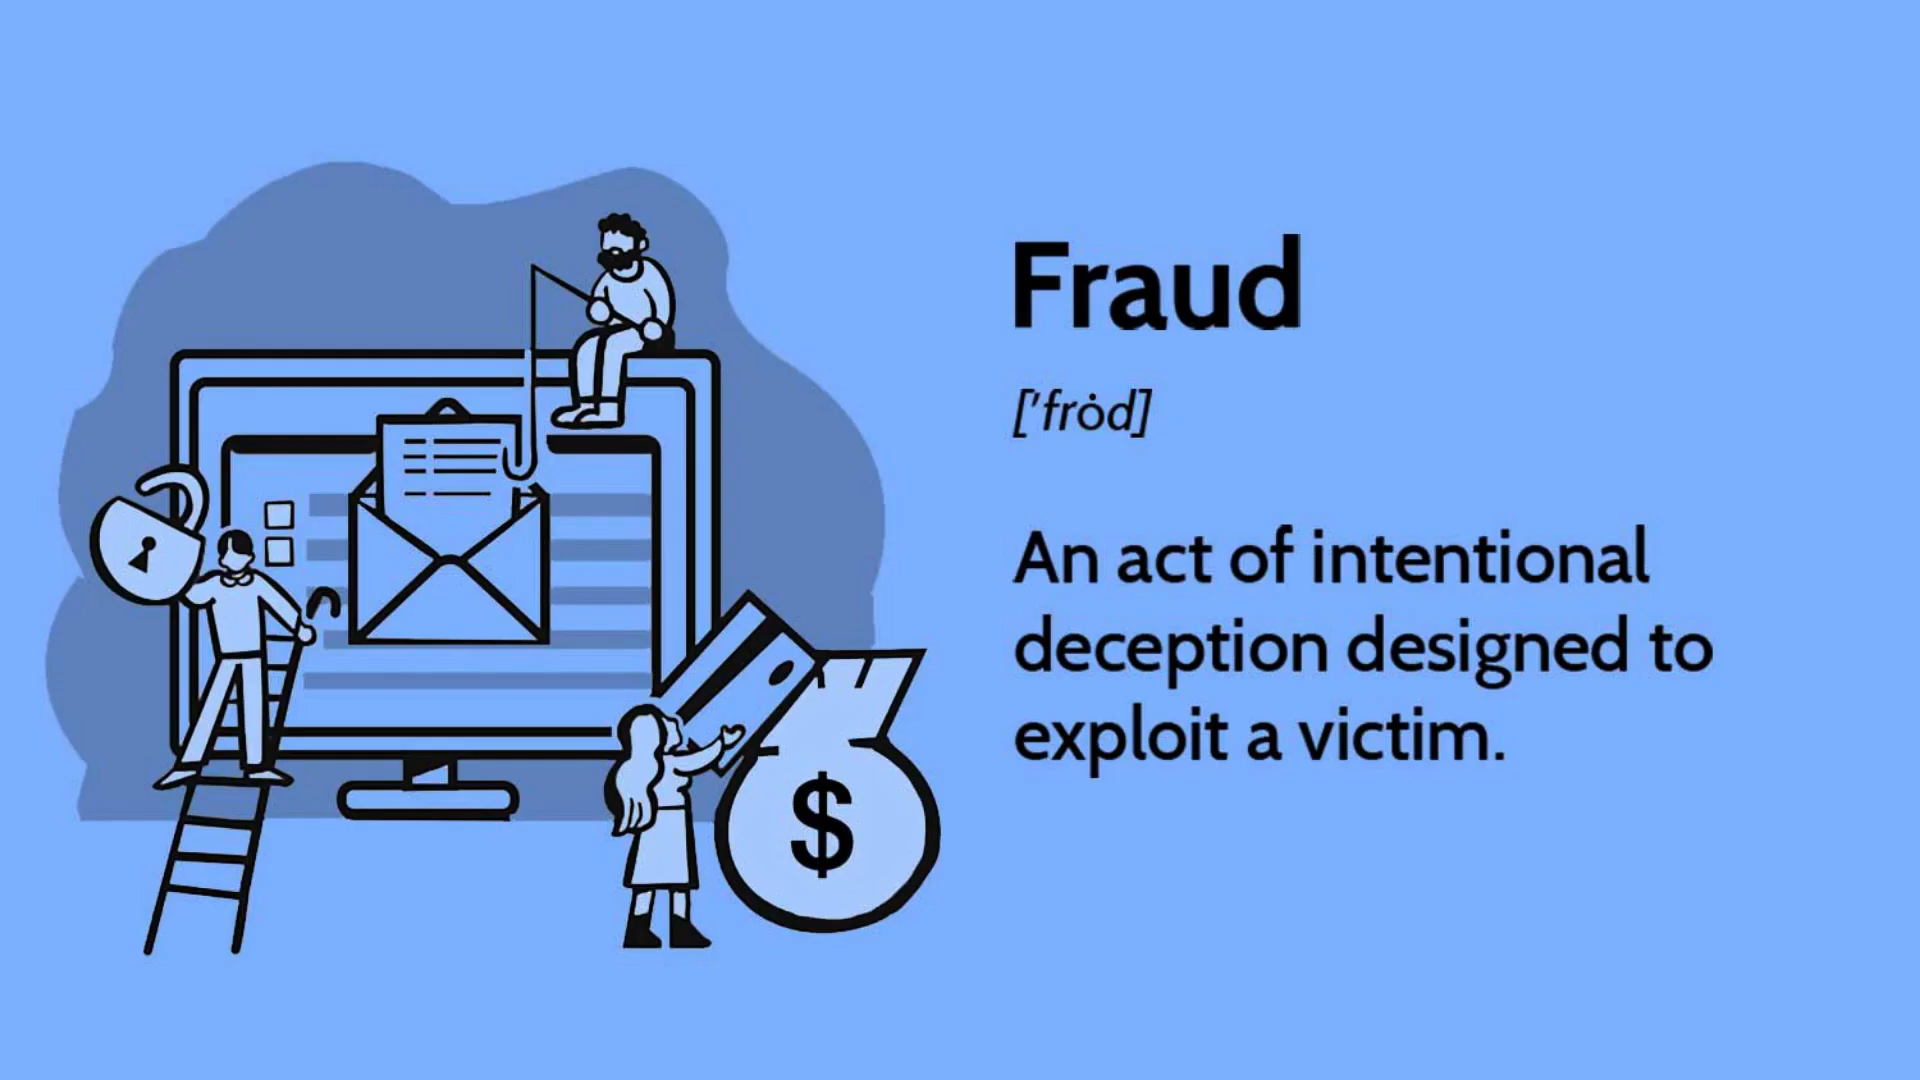 Fraud
['frȯd]
An act of intentional
deception designed to
exploit a victim.
$